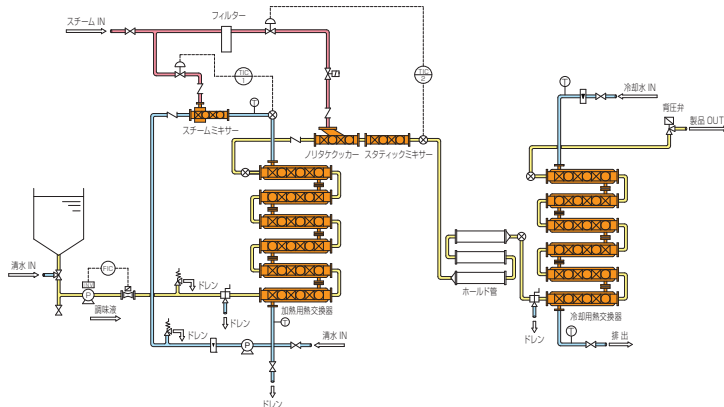 スチーム IN
フィルター
TIC
1
TIC
2
T
冷却水 IN
背圧弁
製品 OUT
スチームミキサー
ノリタケクッカー
スタティックミキサー
清水 IN
FIC
P
調味液
ドレン
ドレン
加熱用熱交換器
T
ホールド管
ドレン
冷却用熱交換器
T
排出
ドレン
P
清水 IN
ドレン
T